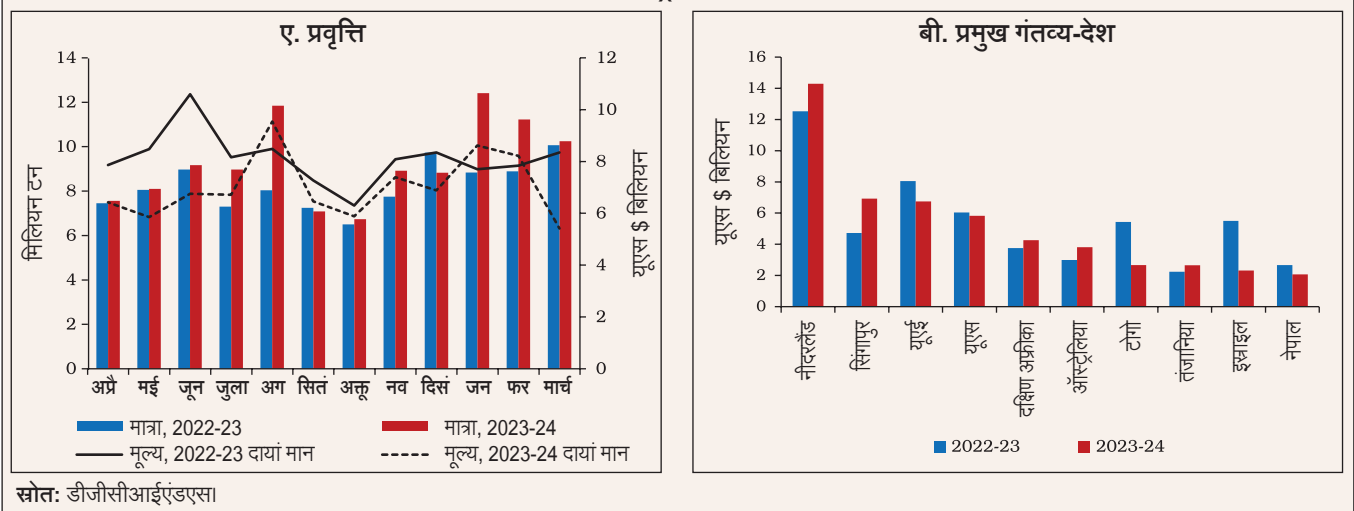 ए. प्रवृत्ति
मिलियन टन
14
12
10
8
6
4
2
0
12
10
8
6
4
2
0
यूएस $ बिलियन
अप्रै मई जून जुला अग सितं अक्तू नव दिसं जन फर मार्च
मात्रा, 2022-23 मात्रा, 2023-24
मूल्य, 2022-23 दायां मान मूल्य, 2023-24 दायां मान
बी. प्रमुख गंतव्य-देश
यूएस $ बिलियन
16
14
12
10
8
6
4
2
0
नीदरलैंड
सिंगापुर
यूएई
यूएस
दक्षिण अफ्रीका
ऑस्ट्रेलिया
टोगो
तंजानिया
इस्राइल
नेपाल
2022-23 2023-24
स्रोत: डीजीसीआईएंडएस।